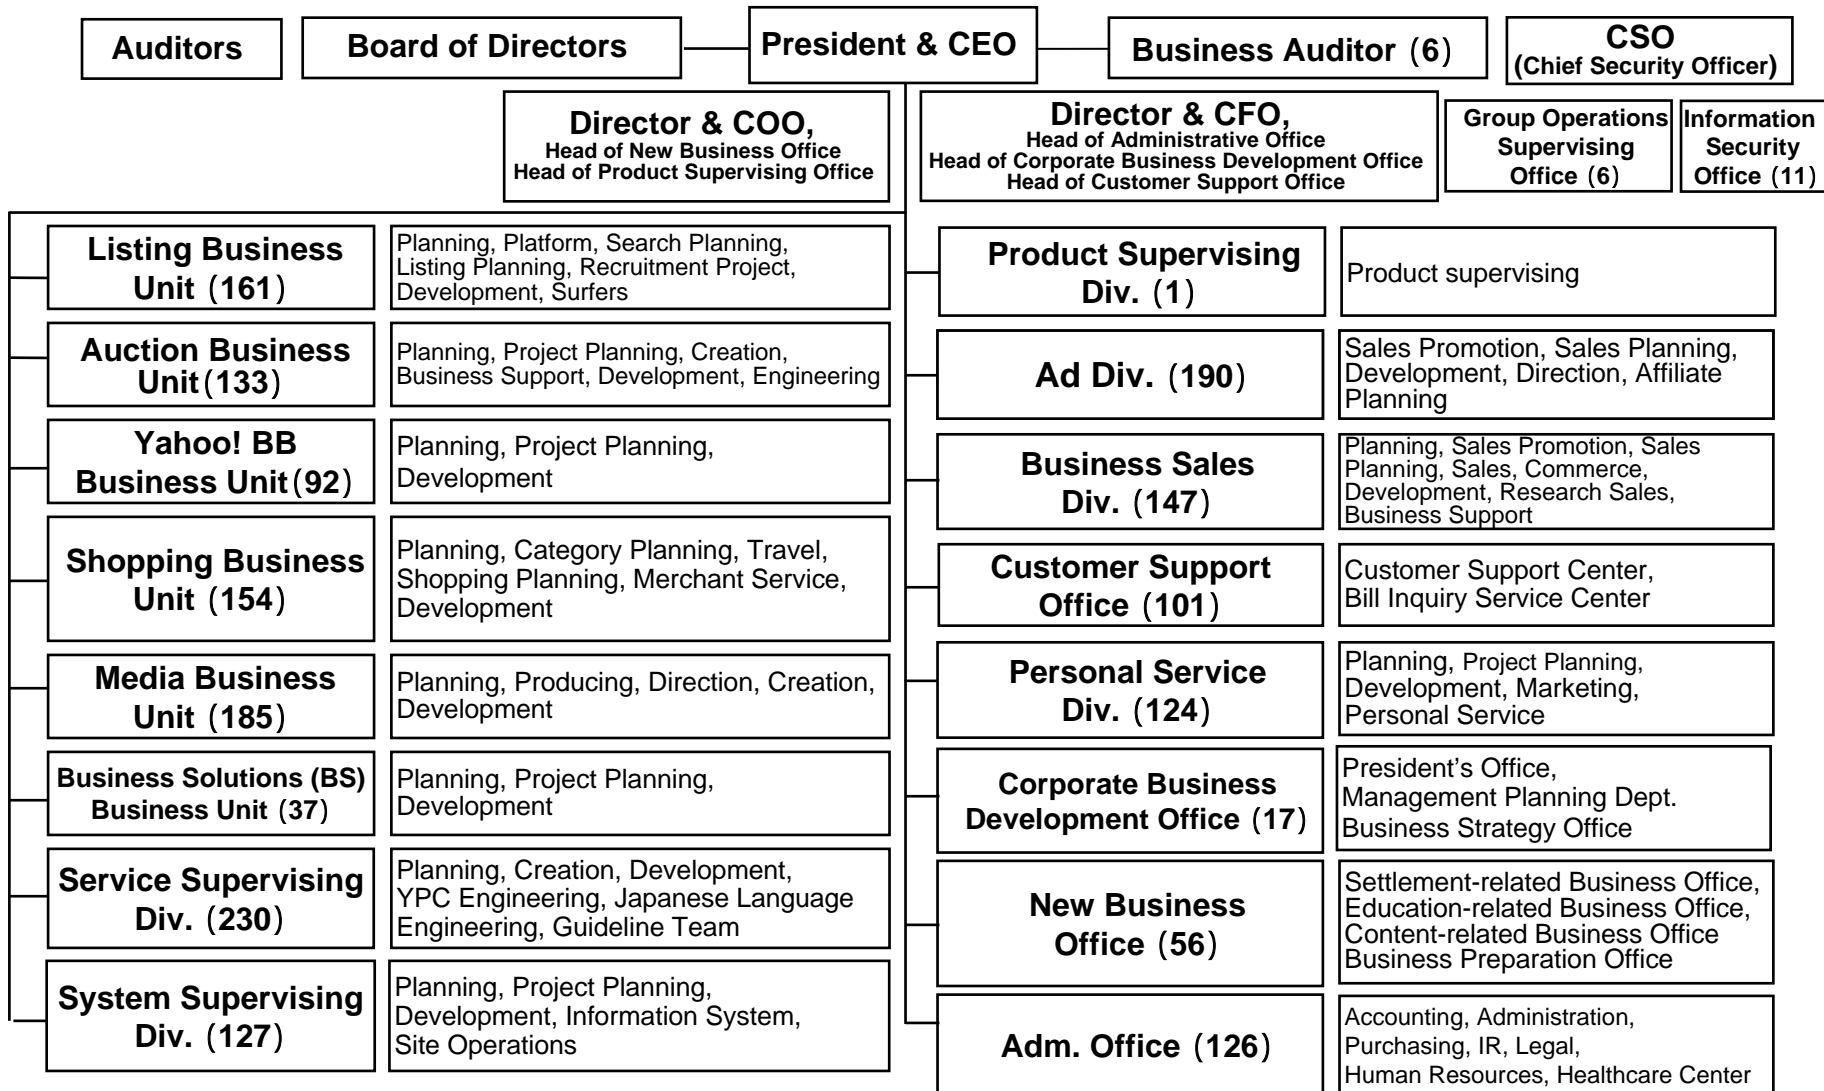 Auditors
Board of Directors
President & CEO
Business Auditor (6)
CSO
(Chief Security Officer)
Director & COO,
Head of New Business Office
Head of Product Supervising Office
Director & CFO,
Head of Administrative Office
Head of Corporate Business Development Office
Head of Customer Support Office
Group Operations
Supervising
Office (6)
Information
Security
Office (11)
Listing Business
Unit (161)
Planning, Platform, Search Planning,
Listing Planning, Recruitment Project,
Development, Surfers
Auction Business
Unit (133)
Planning, Project Planning, Creation,
Business Support, Development, Engineering
Yahoo! BB
Business Unit (92)
Planning, Project Planning,
Development
Shopping Business
Unit (154)
Planning, Category Planning, Travel,
Shopping Planning, Merchant Service,
Development
Media Business
Unit (185)
Planning, Producing, Direction, Creation,
Development
Business Solutions (BS)
Business Unit (37)
Planning, Project Planning,
Development
Service Supervising
Div. (230)
Planning, Creation, Development,
YPC Engineering, Japanese Language
Engineering, Guideline Team
System Supervising
Div. (127)
Planning, Project Planning,
Development, Information System,
Site Operations
Product Supervising
Div. (1)
Product supervising
Ad Div. (190)
Sales Promotion, Sales Planning,
Development, Direction, Affiliate
Planning
Business Sales
Div. (147)
Planning, Sales Promotion, Sales
Planning, Sales, Commerce,
Development, Research Sales,
Business Support
Customer Support
Office (101)
Customer Support Center,
Bill Inquiry Service Center
Personal Service
Div. (124)
Planning, Project Planning,
Development, Marketing,
Personal Service
Corporate Business
Development Office (17)
President's Office,
Management Planning Dept.
Business Strategy Office
New Business
Office (56)
Settlement-related Business Office,
Education-related Business Office,
Content-related Business Office
Business Preparation Office
Adm. Office (126)
Accounting, Administration,
Purchasing, IR, Legal,
Human Resources, Healthcare Center